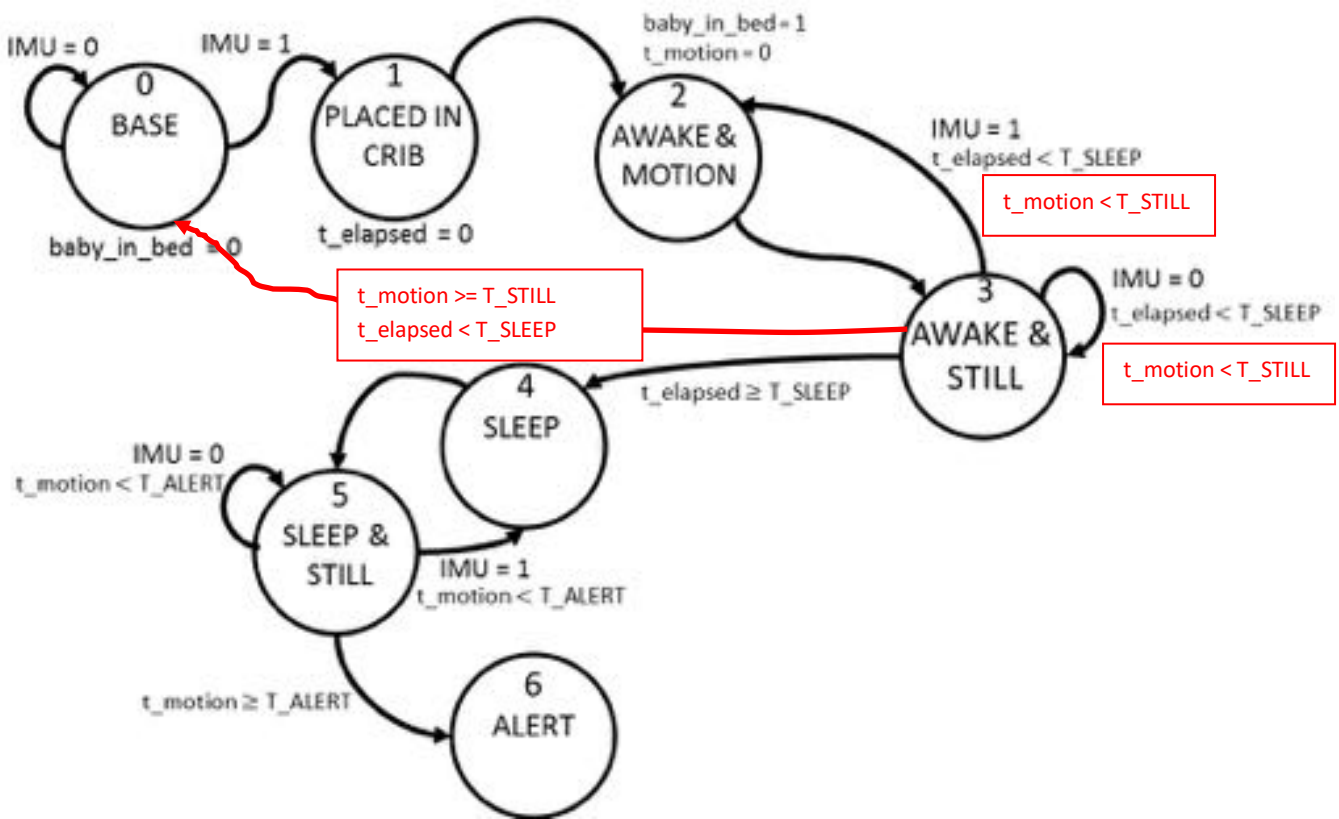 IMU = 0
IMU = 1
0
BASE
baby_in_bed = 0
1
PLACED IN
CRIB
t_elapsed = 0
baby_in_bed = 1
t_motion = 0
2
AWAKE &
MOTION
IMU = 1
t_elapsed < T_SLEEP
t_motion < T_STILL
t_motion >= T_STILL
t_elapsed < T_SLEEP
3
AWAKE &
STILL
IMU = 0
t_elapsed < T_SLEEP
t_motion < T_STILL
t_elapsed ≥ T_SLEEP
4
SLEEP
IMU = 0
t_motion < T_ALERT
5
SLEEP &
STILL
IMU = 1
t_motion < T_ALERT
t_motion ≥ T_ALERT
6
ALERT